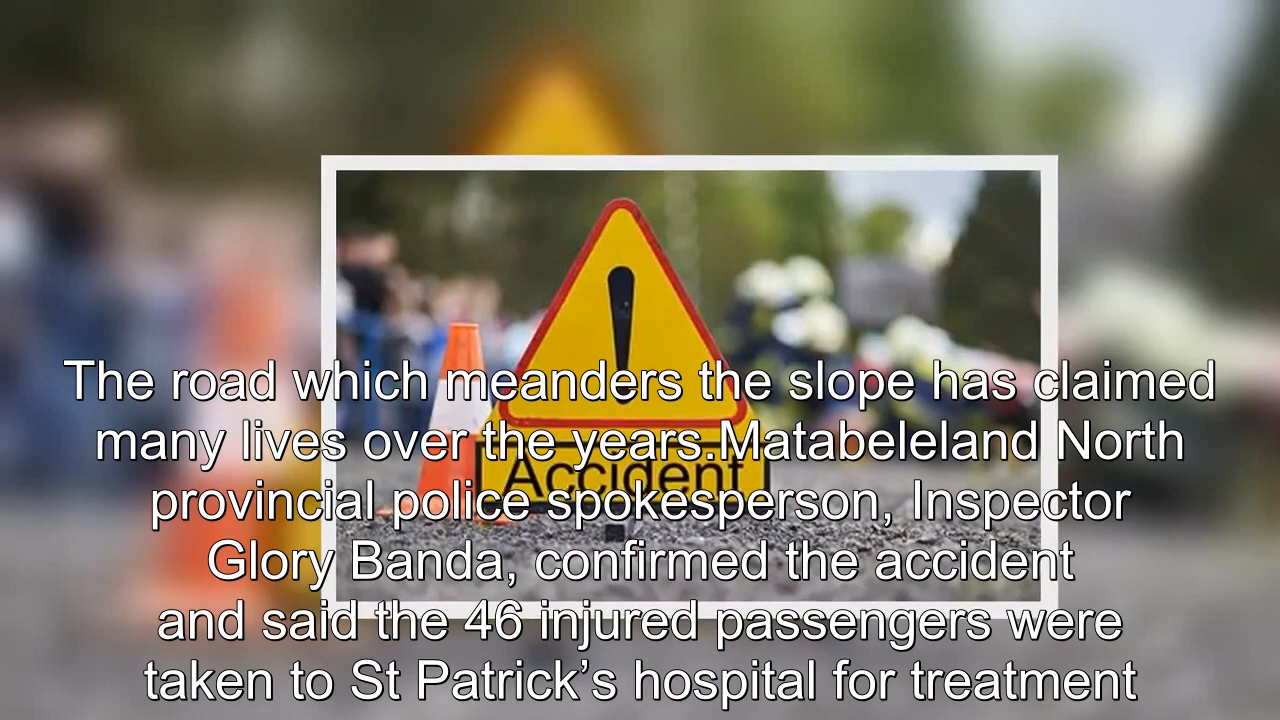 The road which meanders the slope has claimed
many lives over the years.Matabeleland North
Accident
provincial police spokesperson, Inspector
Glory Banda, confirmed the accident
and said the 46 injured passengers were
taken to St Patrick’s hospital for treatment